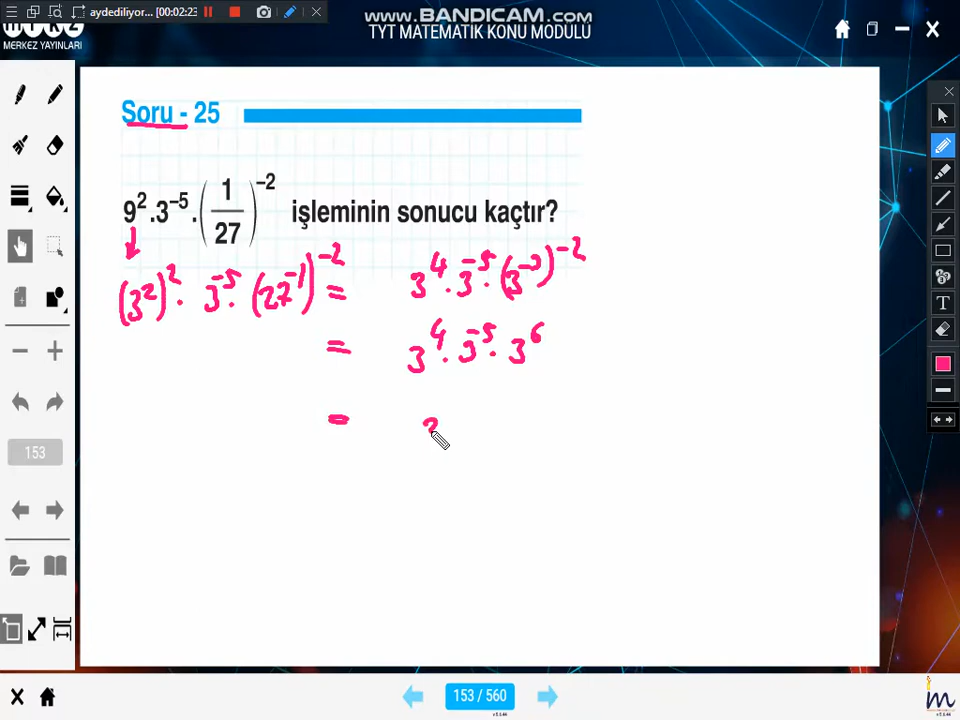 aydediliyor... [00:02:23
www.BANDICAM.com
MERKEZ YAYINLARI
TYT MATEMATİK KONU MODULÜ
Soru - 25
9².3⁻⁵.(1/27)⁻² işleminin sonucu kaçtır?
(3²)² . 3⁻⁵ . (27⁻¹)⁻² = 3⁴ . 3⁻⁵ . (3⁻³)⁻²
= 3⁴ . 3⁻⁵ . 3⁶
=
153
153 / 560